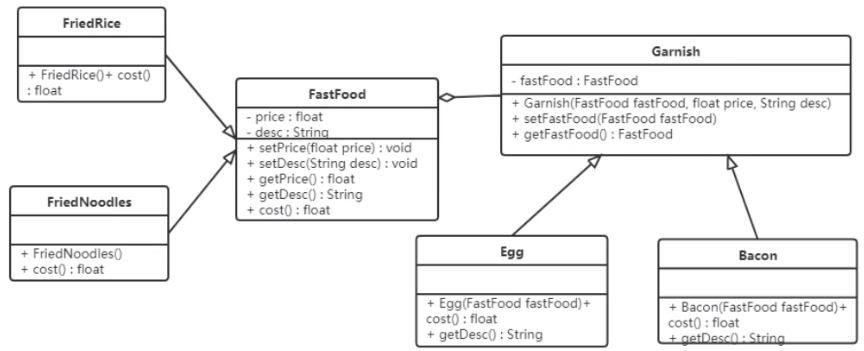 FriedRice
+ FriedRice()+ cost()
: float
FastFood
- price : float
- desc : String
+ setPrice(float price) : void
+ setDesc(String desc) : void
+ getPrice() : float
+ getDesc() : String
+ cost() : float
Garnish
- fastFood : FastFood
+ Garnish(FastFood fastFood, float price, String desc)
+ setFastFood(FastFood fastFood)
+ getFastFood() : FastFood
FriedNoodles
+ FriedNoodles()
+ cost() : float
Egg
+ Egg(FastFood fastFood)+
cost() : float
+ getDesc() : String
Bacon
+ Bacon(FastFood fastFood)+
cost() : float
+ getDesc() : String